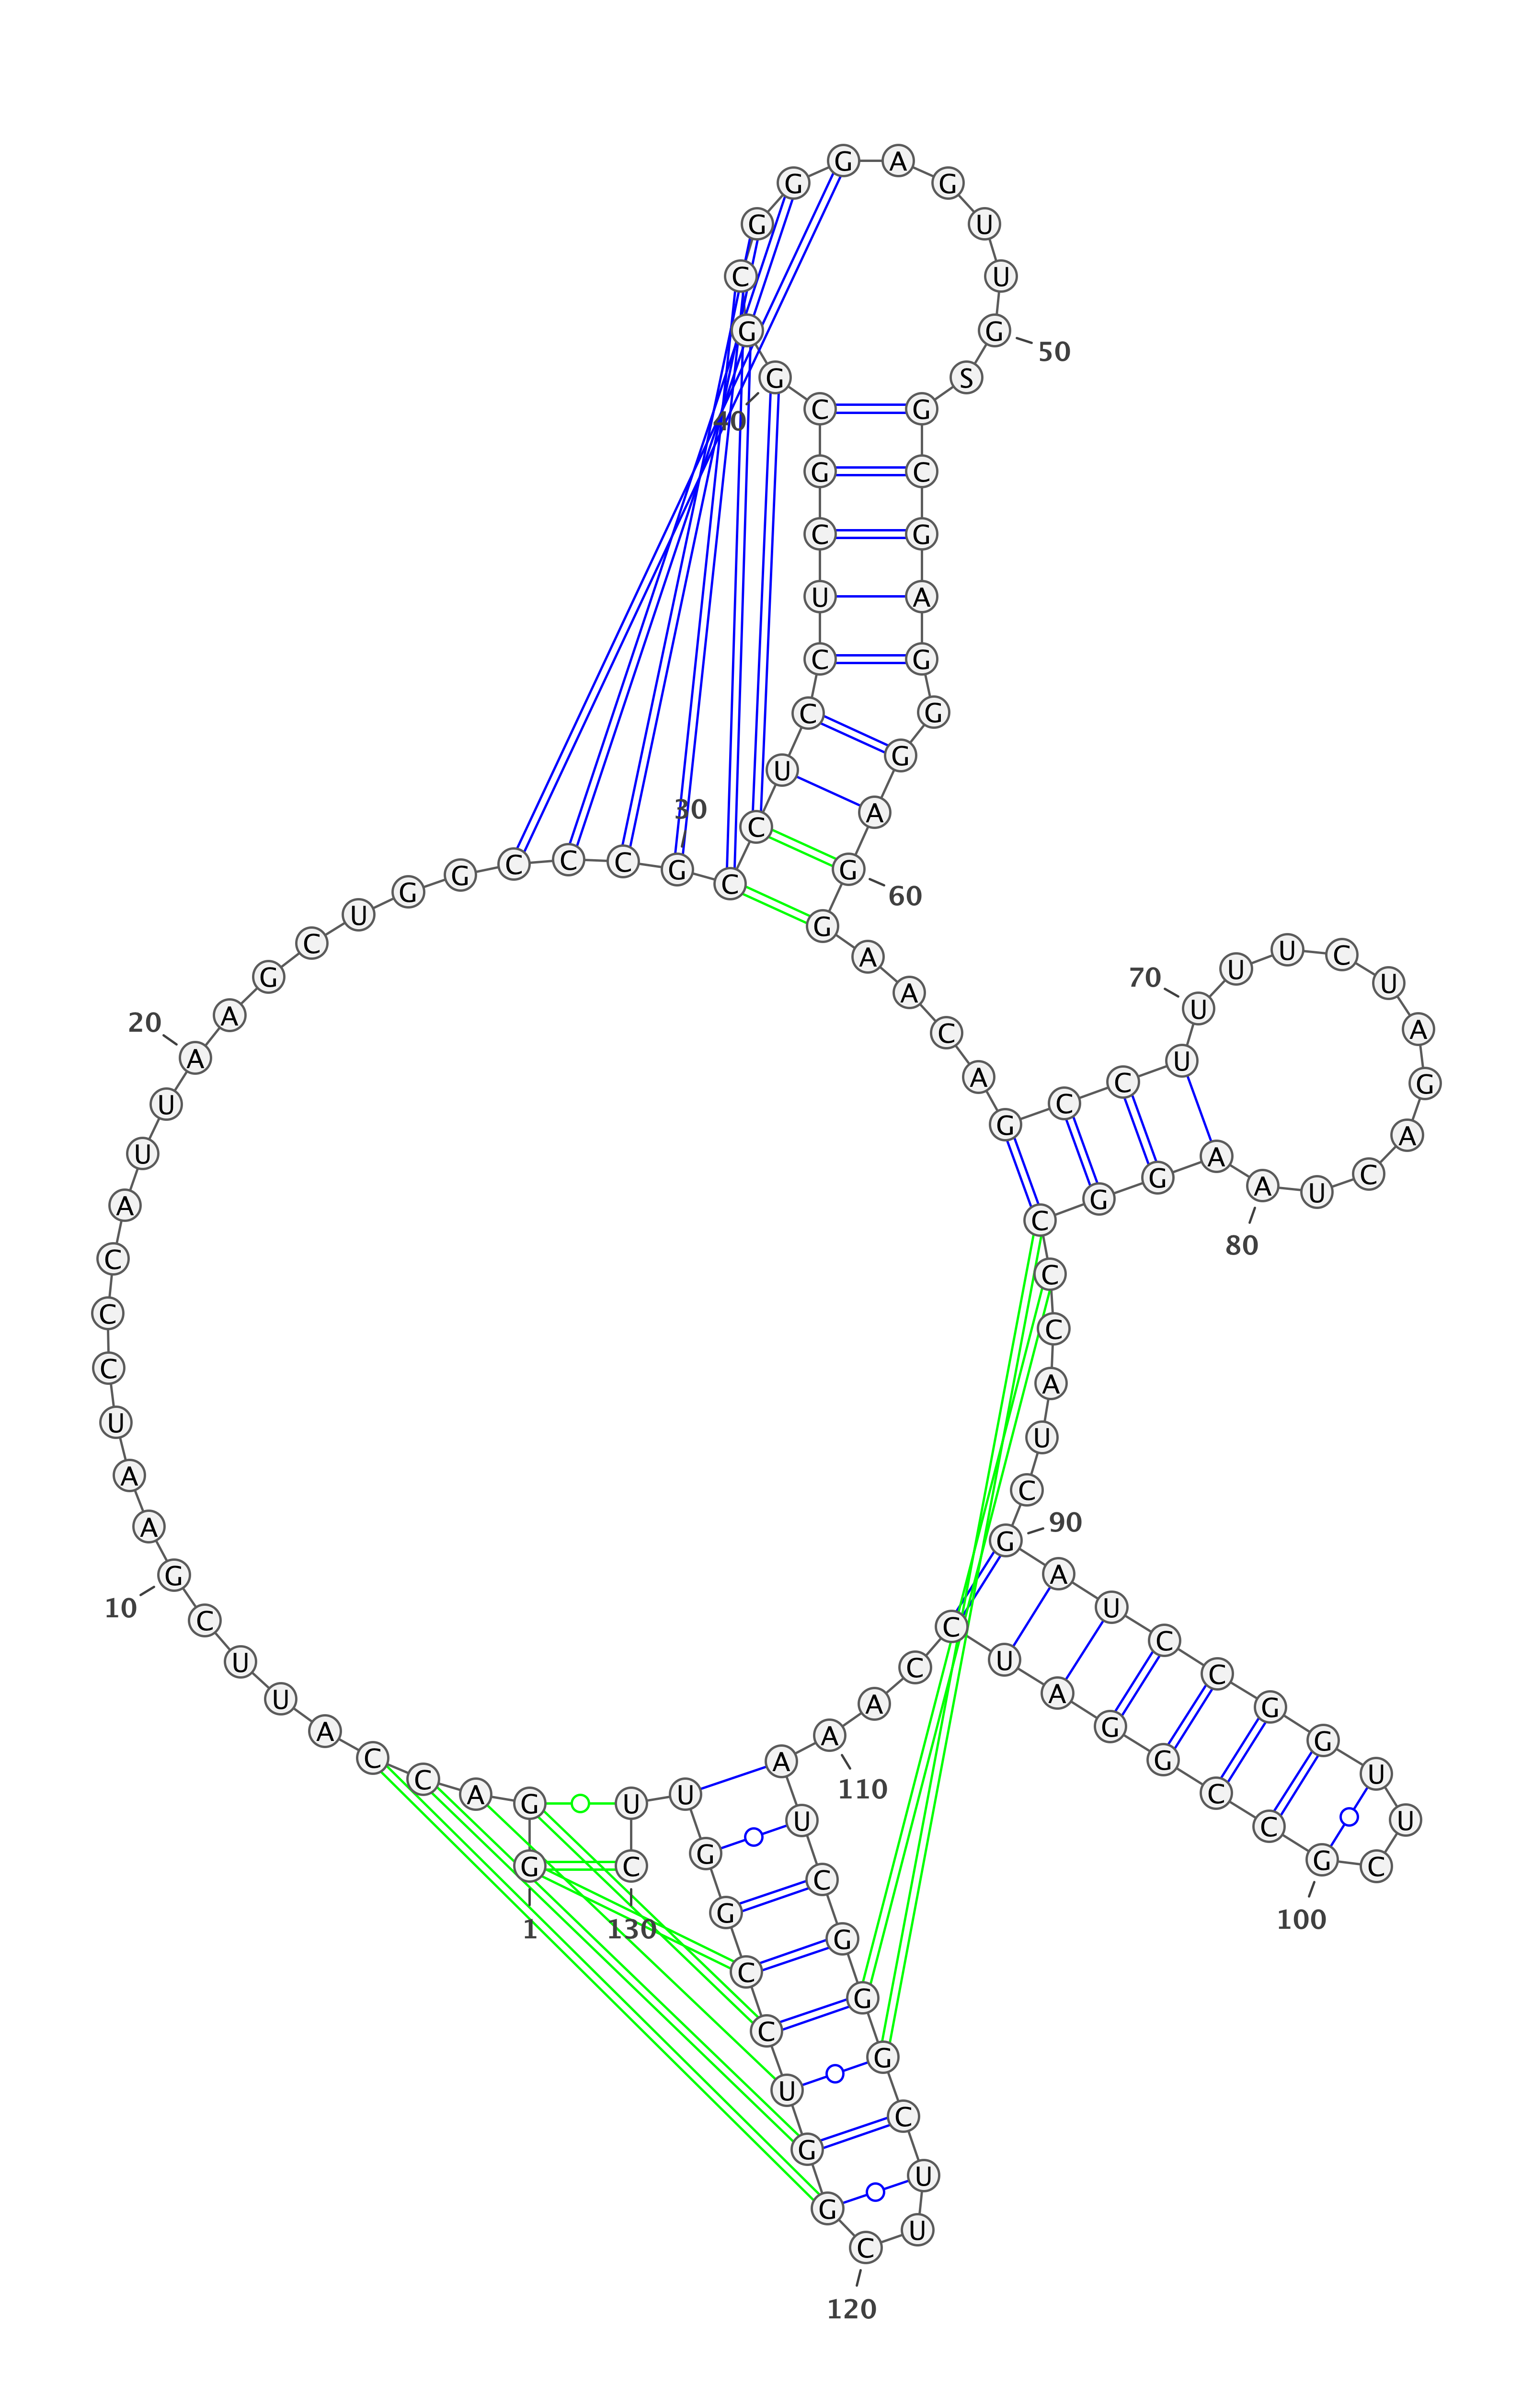 G G A C C A U U C G
A A U C C C A U U A
A G C U G G C C C G
C C U C C U C G C G
G C G G G A G U U G
S G C G A G G G A G
G A A C A G C C U U
U U C U A G A C U A
A G G C C C A U C G
A U C C G G U U C G
C C G G A U C C A A
A U C G G G C U U C
G G U C C G G U U C
1
10
20
30
40
50
60
70
80
90
100
110
120
130